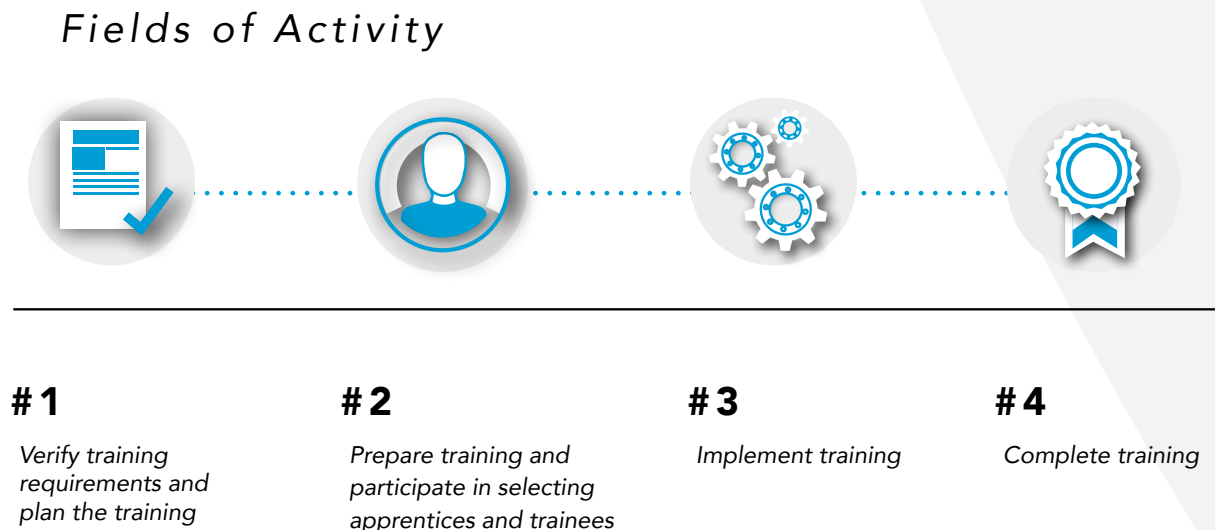 Fields of Activity
#1
Verify training
requirements and
plan the training
#2
Prepare training and
participate in selecting
apprentices and trainees
#3
Implement training
#4
Complete training